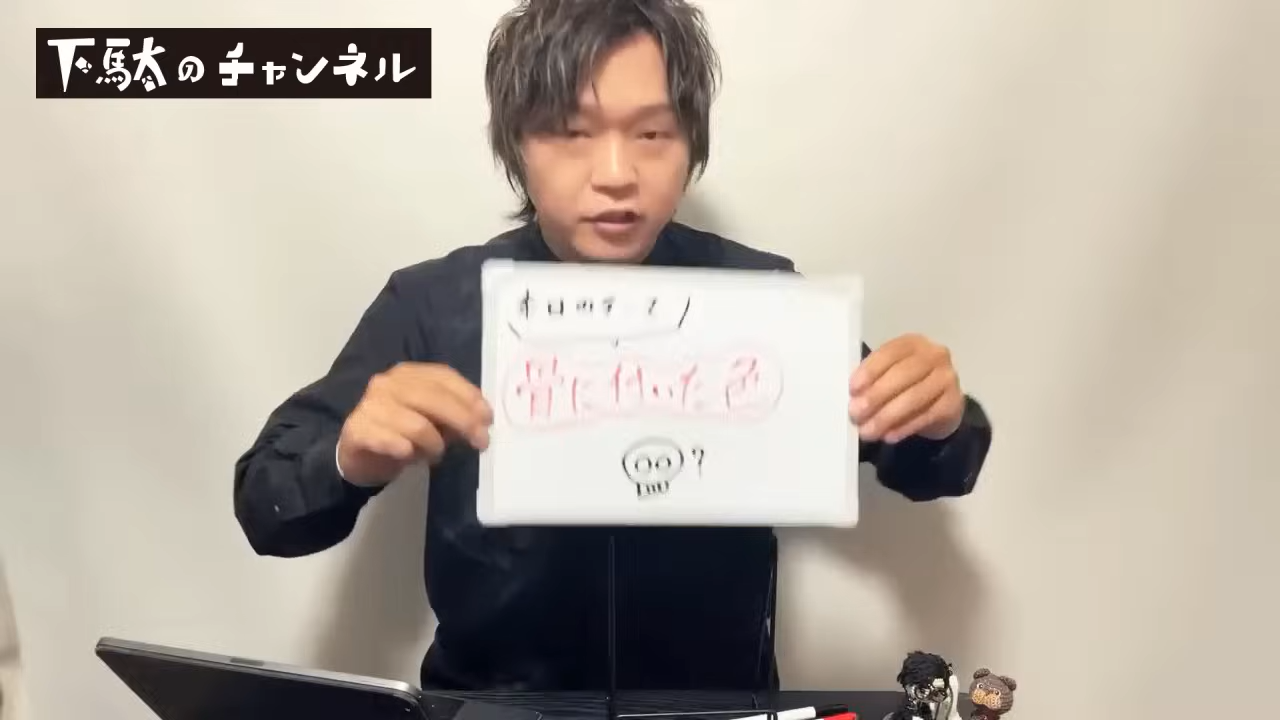 下駄のチャンネル
本日のテーマ
骨に付いた色
?